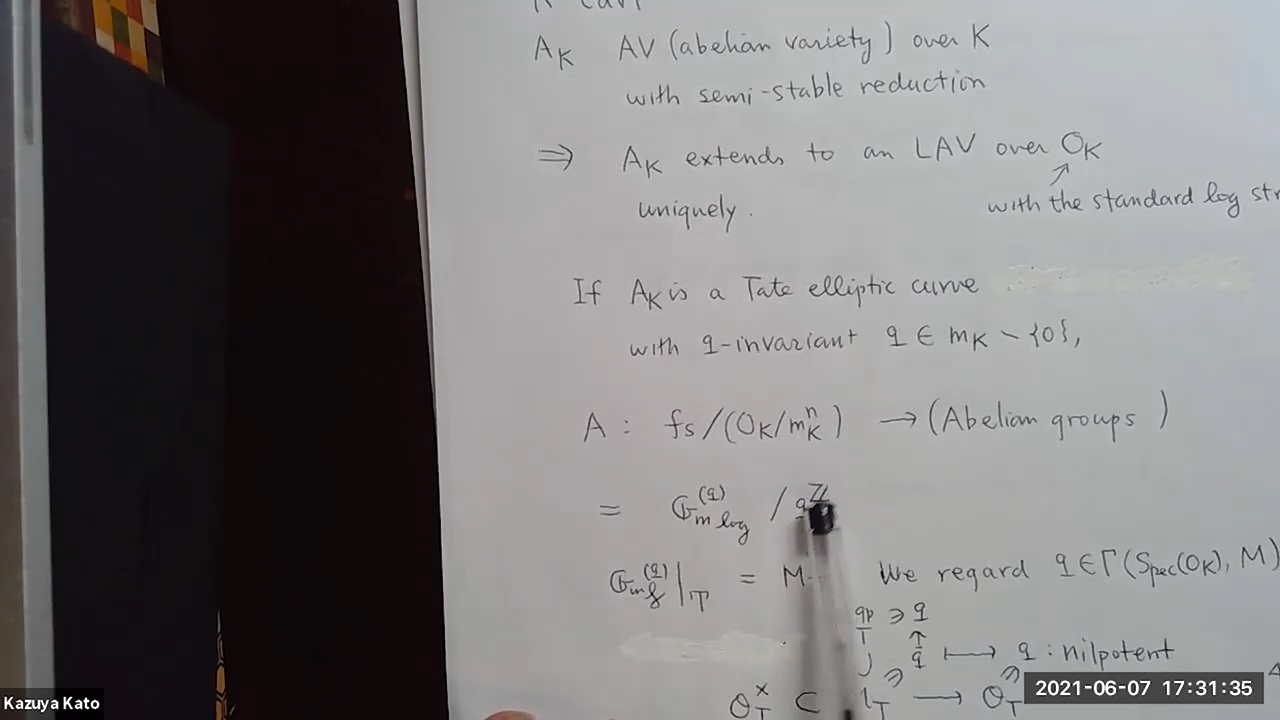 A_K AV (abelian variety) over K
with semi-stable reduction
⇒ A_K extends to an LAV over O_K
uniquely.
↗
with the standard log str
If A_K is a Tate elliptic curve
with q-invariant q ∈ m_K ∖ {0},
A : fs/(O_K/m_K^n) → (Abelian groups)
= G_{m log}^{(q)} / q^ℤ
|_T = M
We regard q ∈ Γ(Spec(O_K), M)
gp ∋ q
T ↑
q ⟼ q : nilpotent
O_T^× ⊂ → O_T
Kazuya Kato
2021-06-07 17:31:35